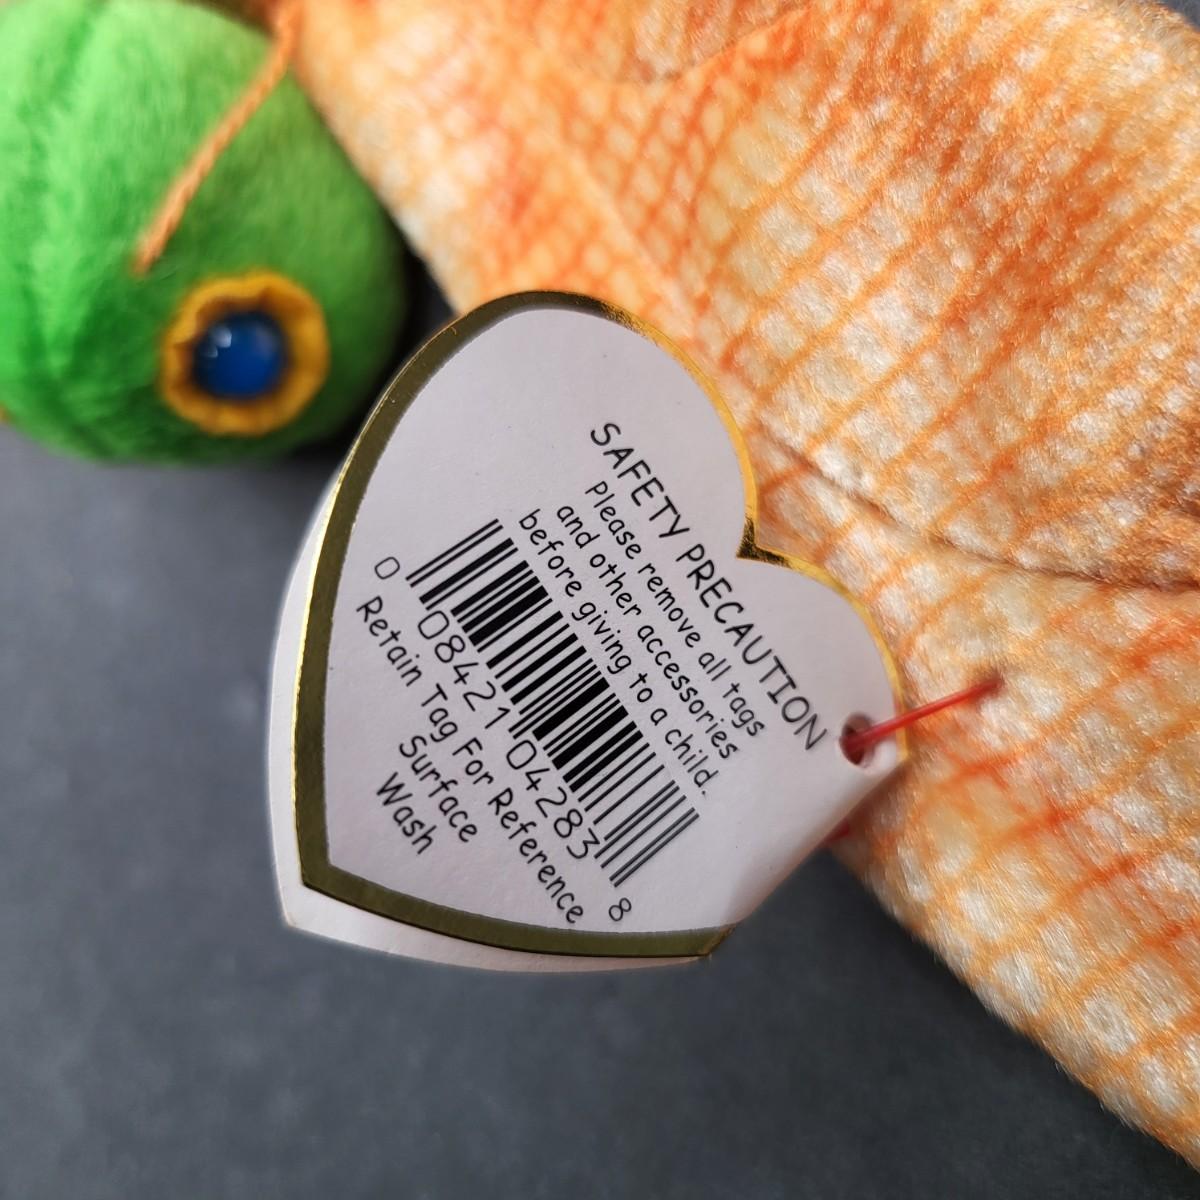 SAFETY PRECAUTION
Please remove all tags
and other accessories
before giving to a child.
0 08421 04283 8
Retain Tag For Reference
Surface
Wash